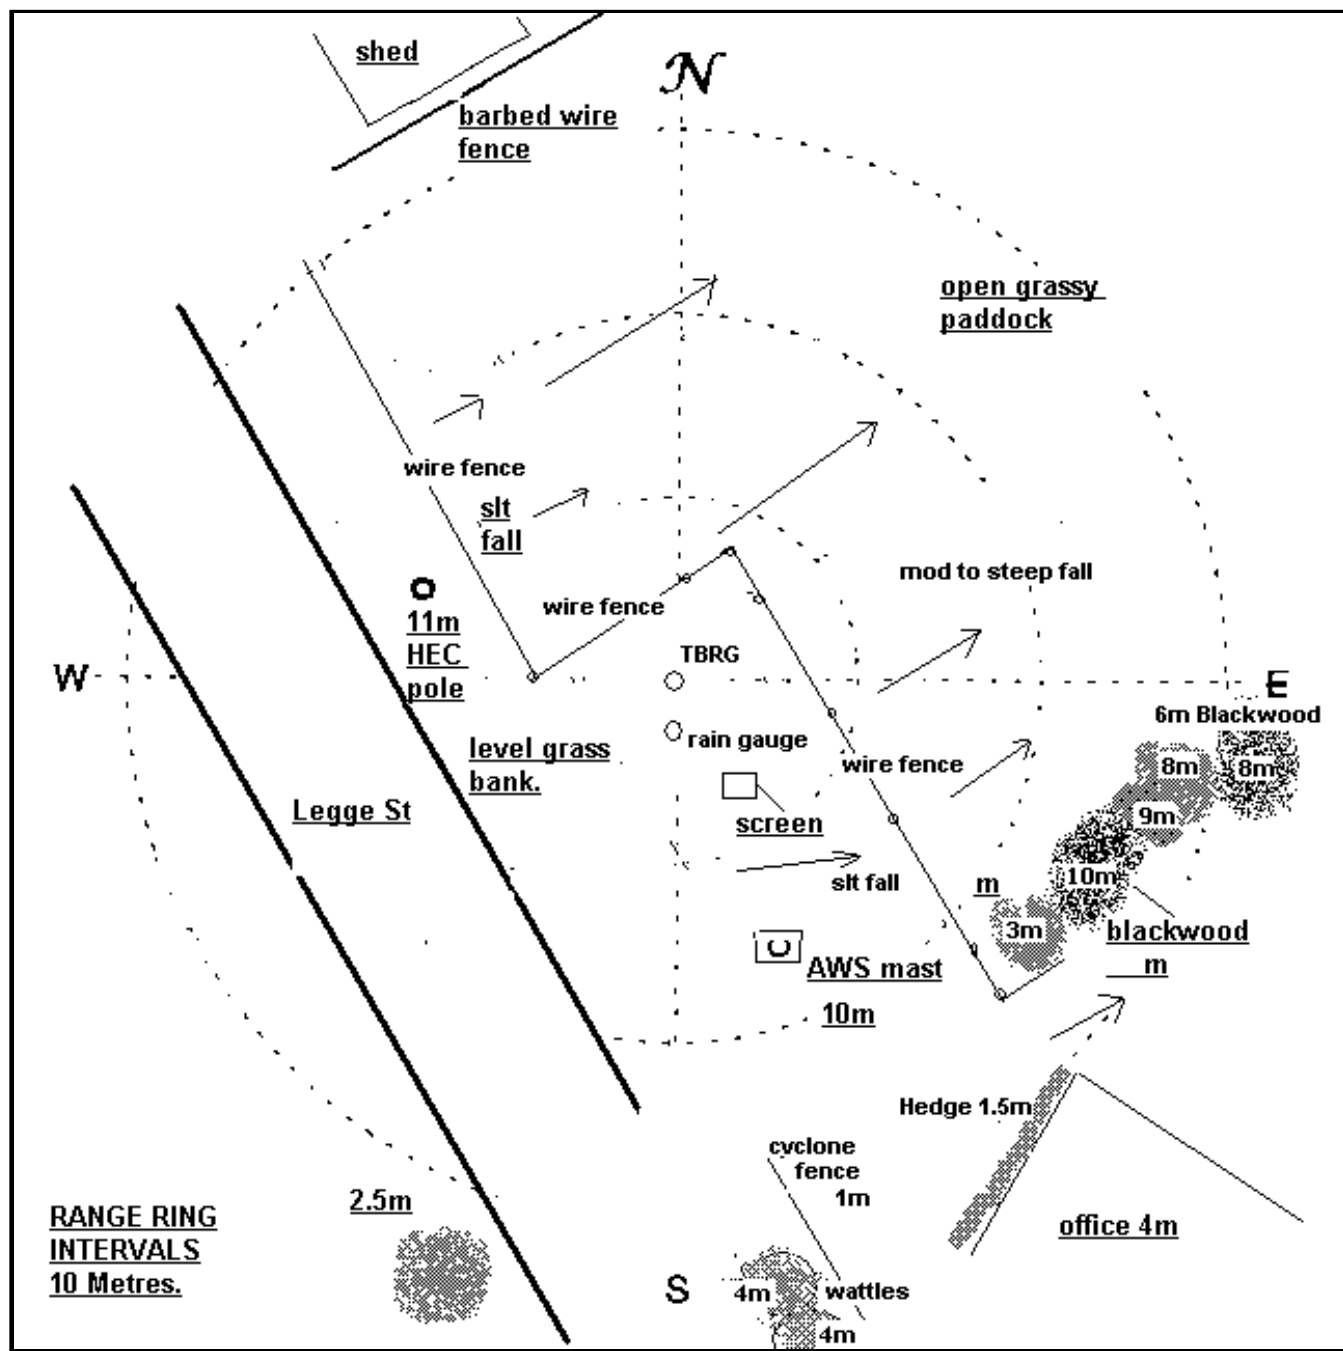 shed
N
barbed wire
fence
open grassy
paddock
wire fence
slt
fall
mod to steep fall
wire fence
11m
HEC
pole
TBRG
W
E
6m Blackwood
rain gauge
level grass
bank.
wire fence
8m
8m
Legge St
screen
9m
slt fall
m
10m
3m
blackwood
m
AWS mast
10m
Hedge 1.5m
cyclone
fence
1m
2.5m
RANGE RING
INTERVALS
10 Metres.
office 4m
S
4m
wattles
4m